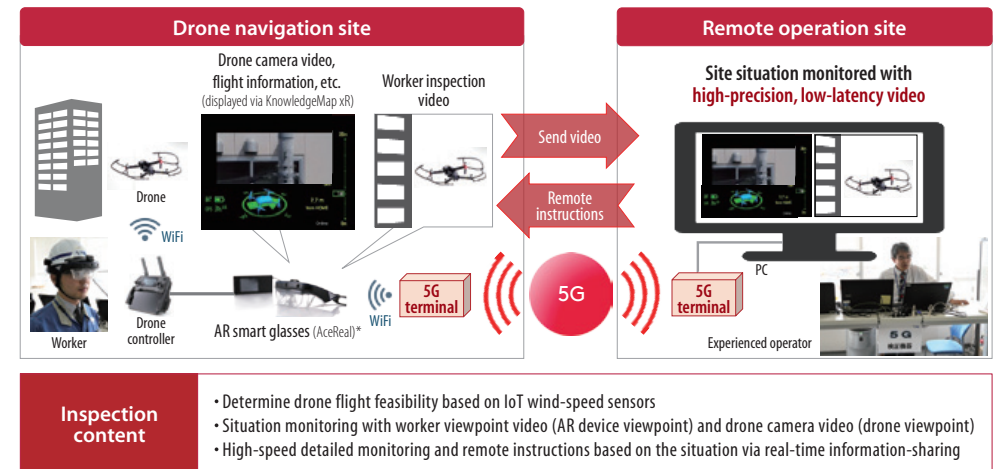 Drone navigation site
Remote operation site
Drone camera video,
flight information, etc.
(displayed via KnowledgeMap xR)
Worker inspection
video
Send video
Remote
instructions
Site situation monitored with
high-precision, low-latency video
Drone
WiFi
Worker
Drone
controller
AR smart glasses (AceReal)*
WiFi
5G
terminal
5G
5G
terminal
PC
Experienced operator
5G
Inspection
content
• Determine drone flight feasibility based on IoT wind-speed sensors
• Situation monitoring with worker viewpoint video (AR device viewpoint) and drone camera video (drone viewpoint)
• High-speed detailed monitoring and remote instructions based on the situation via real-time information-sharing